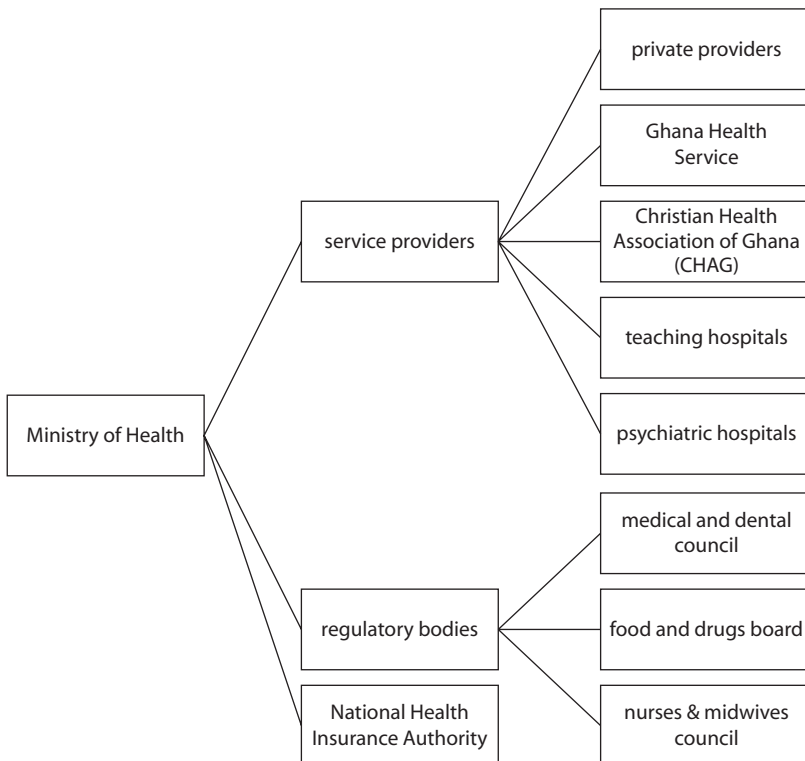 private providers
Ghana Health
Service
Christian Health
Association of Ghana
(CHAG)
service providers
teaching hospitals
Ministry of Health
psychiatric hospitals
medical and dental
council
regulatory bodies
food and drugs board
National Health
Insurance Authority
nurses & midwives
council